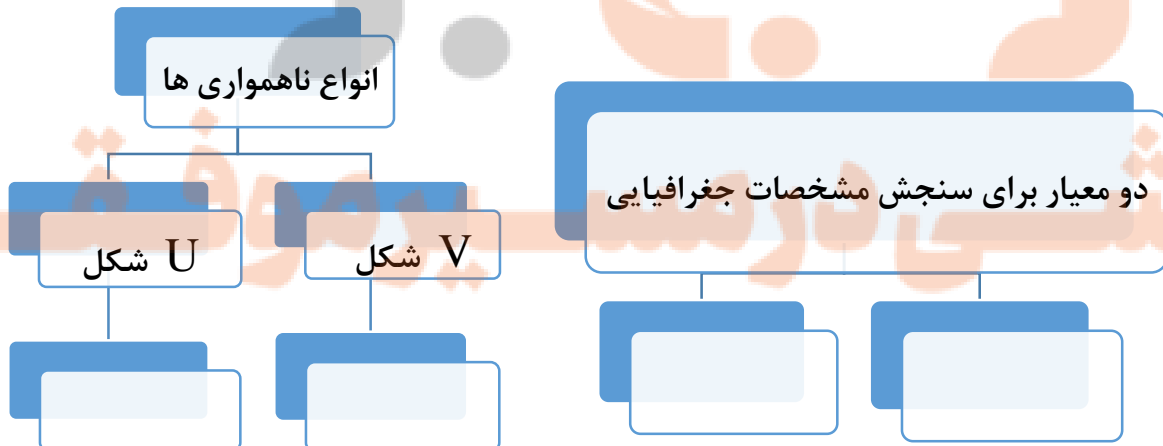 انواع ناهمواری ها
دو معیار برای سنجش مشخصات جغرافیایی
V شکل
U شکل